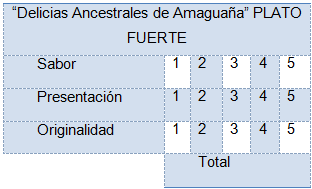 “Delicias Ancestrales de Amaguaña” PLATO
FUERTE
Sabor 1 2 3 4 5
Presentación 1 2 3 4 5
Originalidad 1 2 3 4 5
Total